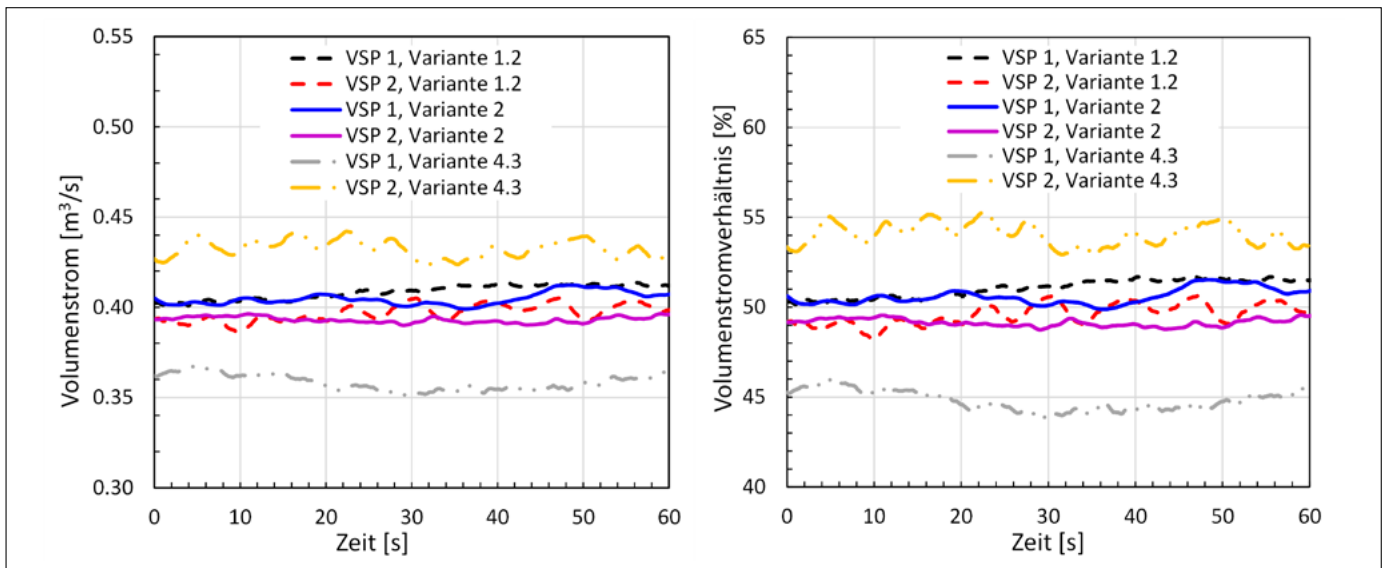 Volumenstrom [m³/s]
0.55
0.50
0.45
0.40
0.35
0.30
VSP 1, Variante 1.2
VSP 2, Variante 1.2
VSP 1, Variante 2
VSP 2, Variante 2
VSP 1, Variante 4.3
VSP 2, Variante 4.3
0 10 20 30 40 50 60
Zeit [s]
Volumenstromverhältnis [%]
65
60
55
50
45
40
VSP 1, Variante 1.2
VSP 2, Variante 1.2
VSP 1, Variante 2
VSP 2, Variante 2
VSP 1, Variante 4.3
VSP 2, Variante 4.3
0 10 20 30 40 50 60
Zeit [s]